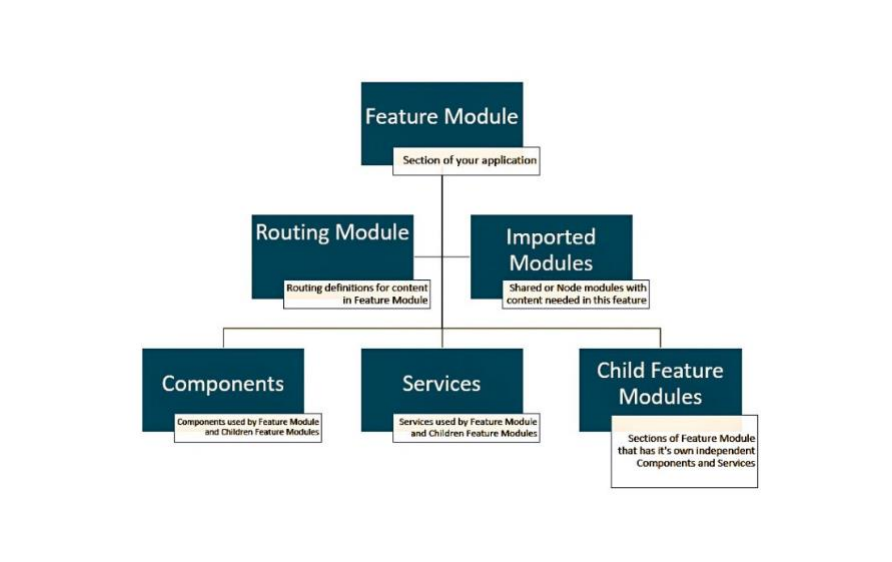 Feature Module
Section of your application
Routing Module
Routing definitions for content
in Feature Module
Imported
Modules
Shared or Node modules with
content needed in this feature
Components
Components used by Feature Module
and Children Feature Modules
Services
Services used by Feature Module
and Children Feature Modules
Child Feature
Modules
Sections of Feature Module
that has it's own independent
Components and Services